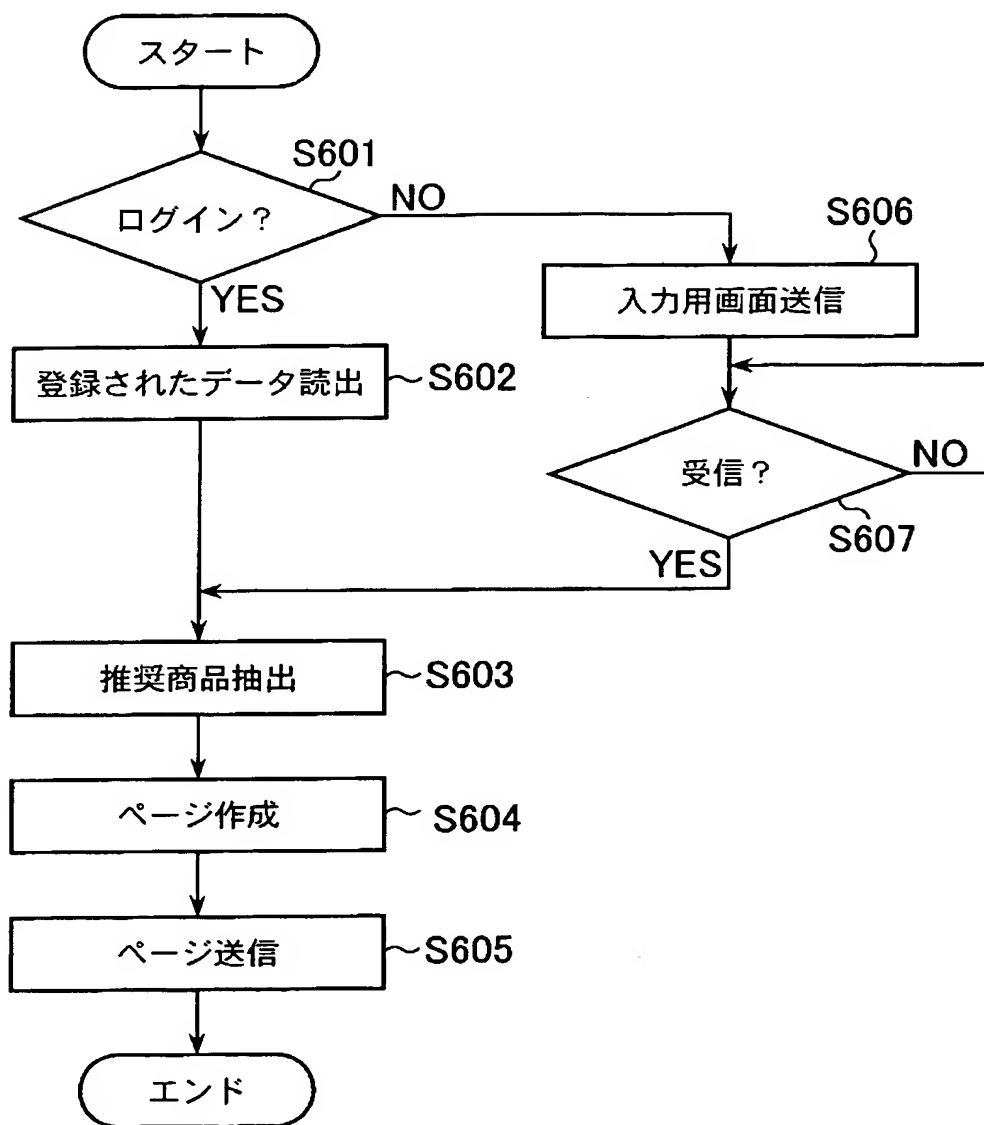 スタート
S601
ログイン？
NO
YES
S606
入力用画面送信
登録されたデータ読出
S602
受信？
NO
S607
YES
推奨商品抽出
S603
ページ作成
S604
ページ送信
S605
エンド